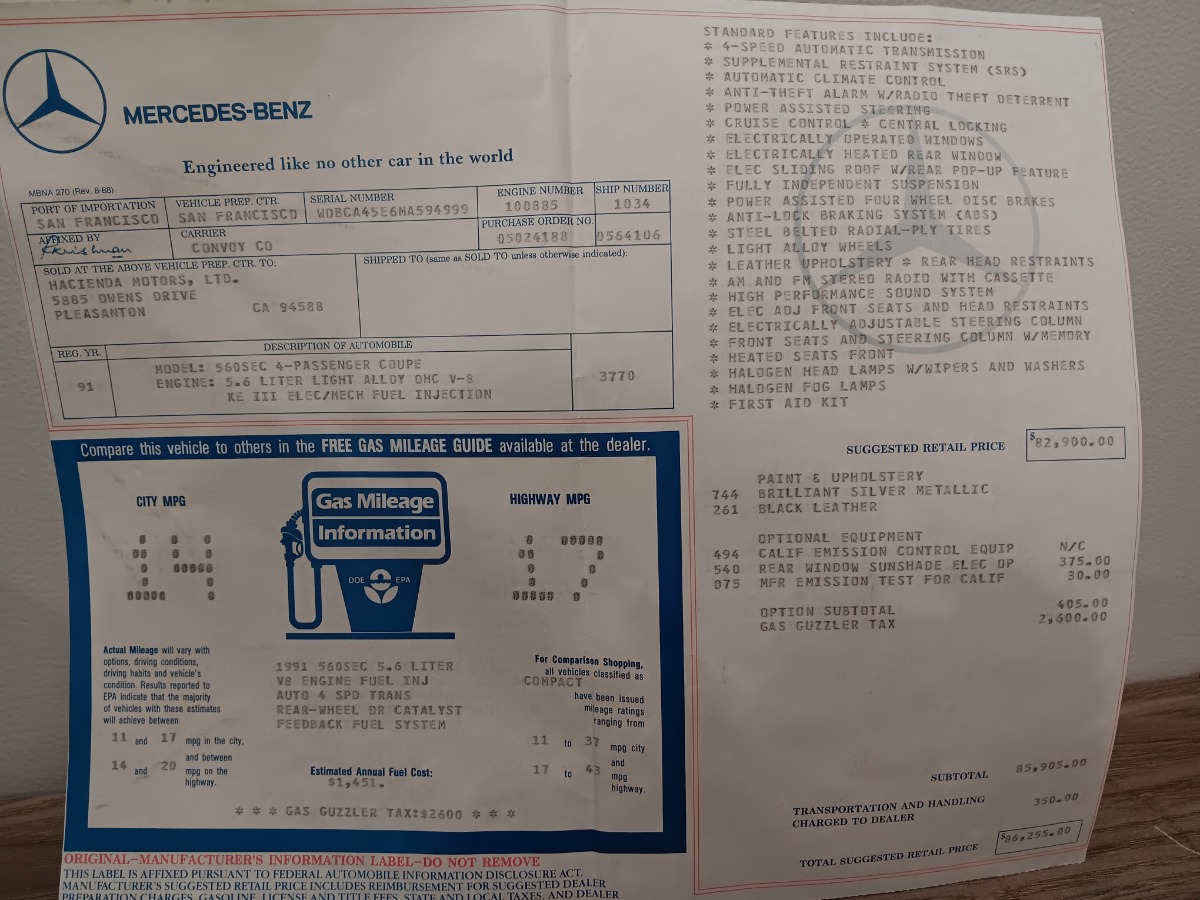 MERCEDES-BENZ
Engineered like no other car in the world
MBNA 270 (Rev. 8-88)
PORT OF IMPORTATION
SAN FRANCISCO
VEHICLE PREP. CTR.
SAN FRANCISCO
SERIAL NUMBER
WDBCA45E6MA594999
ENGINE NUMBER
100885
SHIP NUMBER
1034
AFFIXED BY
CARRIER
CONVOY CO
PURCHASE ORDER NO.
05024188
0564106
SOLD AT THE ABOVE VEHICLE PREP. CTR. TO:
HACIENDA MOTORS, LTD.
5885 OWENS DRIVE
PLEASANTON CA 94588
SHIPPED TO (same as SOLD TO unless otherwise indicated):
REG. YR.
91
DESCRIPTION OF AUTOMOBILE
MODEL: 560SEC 4-PASSENGER COUPE
ENGINE: 5.6 LITER LIGHT ALLOY OHC V-8
KE III ELEC/MECH FUEL INJECTION
3770
Compare this vehicle to others in the FREE GAS MILEAGE GUIDE available at the dealer.
CITY MPG
14
Gas Mileage
Information
DOE EPA
HIGHWAY MPG
17
Actual Mileage will vary with
options, driving conditions,
driving habits and vehicle's
condition. Results reported to
EPA indicate that the majority
of vehicles with these estimates
will achieve between
11 and 17 mpg in the city,
and between
14 and 20 mpg on the
highway.
1991 560SEC 5.6 LITER
V8 ENGINE FUEL INJ
AUTO 4 SPD TRANS
REAR-WHEEL DR CATALYST
FEEDBACK FUEL SYSTEM
Estimated Annual Fuel Cost:
$1,451.
For Comparison Shopping,
all vehicles classified as
COMPACT
have been issued
mileage ratings
ranging from
11 to 37 mpg city
and
17 to 43 mpg
highway.
* * * GAS GUZZLER TAX:$2600 * * *
ORIGINAL–MANUFACTURER'S INFORMATION LABEL–DO NOT REMOVE
THIS LABEL IS AFFIXED PURSUANT TO FEDERAL AUTOMOBILE INFORMATION DISCLOSURE ACT.
MANUFACTURER'S SUGGESTED RETAIL PRICE INCLUDES REIMBURSEMENT FOR SUGGESTED DEALER
PREPARATION CHARGES, GASOLINE, LICENSE AND TITLE FEES, STATE AND LOCAL TAXES, AND DEALER
STANDARD FEATURES INCLUDE:
* 4-SPEED AUTOMATIC TRANSMISSION
* SUPPLEMENTAL RESTRAINT SYSTEM (SRS)
* AUTOMATIC CLIMATE CONTROL
* ANTI-THEFT ALARM W/RADIO THEFT DETERRENT
* POWER ASSISTED STEERING
* CRUISE CONTROL * CENTRAL LOCKING
* ELECTRICALLY OPERATED WINDOWS
* ELECTRICALLY HEATED REAR WINDOW
* ELEC SLIDING ROOF W/REAR POP-UP FEATURE
* FULLY INDEPENDENT SUSPENSION
* POWER ASSISTED FOUR WHEEL DISC BRAKES
* ANTI-LOCK BRAKING SYSTEM (ABS)
* STEEL BELTED RADIAL-PLY TIRES
* LIGHT ALLOY WHEELS
* LEATHER UPHOLSTERY * REAR HEAD RESTRAINTS
* AM AND FM STEREO RADIO WITH CASSETTE
* HIGH PERFORMANCE SOUND SYSTEM
* ELEC ADJ FRONT SEATS AND HEAD RESTRAINTS
* ELECTRICALLY ADJUSTABLE STEERING COLUMN
* FRONT SEATS AND STEERING COLUMN W/MEMORY
* HEATED SEATS FRONT
* HALOGEN HEAD LAMPS W/WIPERS AND WASHERS
* HALOGEN FOG LAMPS
* FIRST AID KIT
SUGGESTED RETAIL PRICE $82,900.00
PAINT & UPHOLSTERY
744 BRILLIANT SILVER METALLIC
261 BLACK LEATHER
OPTIONAL EQUIPMENT
494 CALIF EMISSION CONTROL EQUIP N/C
540 REAR WINDOW SUNSHADE ELEC OP 375.00
075 MFR EMISSION TEST FOR CALIF 30.00
OPTION SUBTOTAL 405.00
GAS GUZZLER TAX 2,600.00
SUBTOTAL 85,905.00
TRANSPORTATION AND HANDLING
CHARGED TO DEALER 350.00
TOTAL SUGGESTED RETAIL PRICE $86,255.00